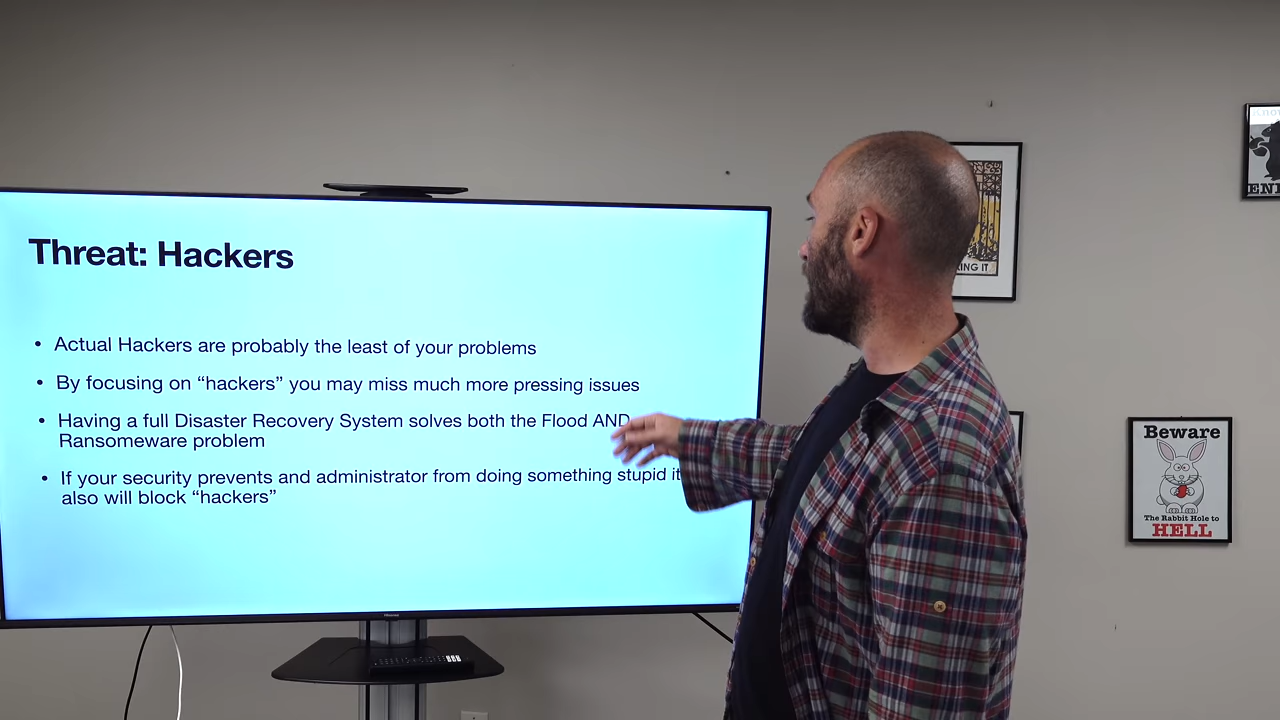 Threat: Hackers
• Actual Hackers are probably the least of your problems
• By focusing on “hackers” you may miss much more pressing issues
• Having a full Disaster Recovery System solves both the Flood AND
Ransomeware problem
• If your security prevents and administrator from doing something stupid it
also will block “hackers”
RING IT
Beware
The Rabbit Hole to
HELL